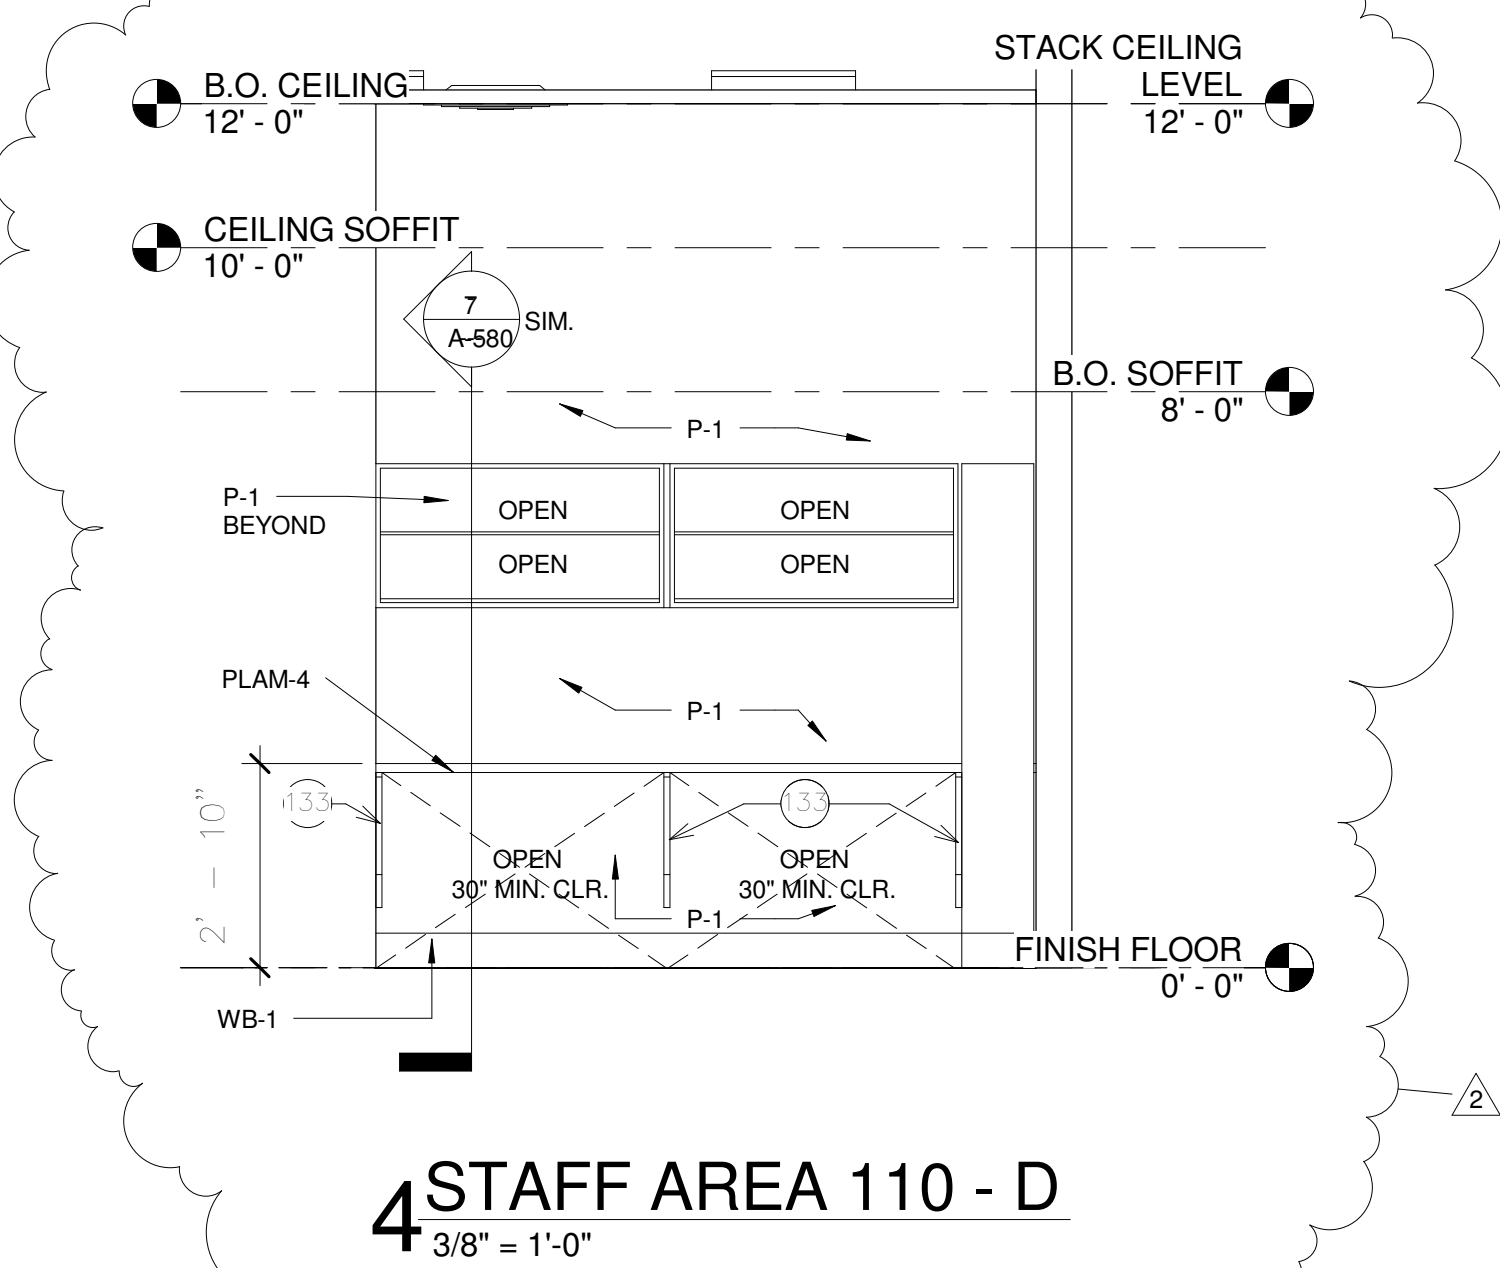 STACK CEILING
LEVEL
12' - 0"
B.O. CEILING
12' - 0"
CEILING SOFFIT
10' - 0"
7
A-580
SIM.
B.O. SOFFIT
8' - 0"
P-1
P-1
BEYOND
OPEN
OPEN
OPEN
OPEN
PLAM-4
P-1
2' - 10"
133
133
OPEN
30" MIN. CLR.
OPEN
30" MIN. CLR.
P-1
FINISH FLOOR
0' - 0"
WB-1
2
4
STAFF AREA 110 - D
3/8" = 1'-0"